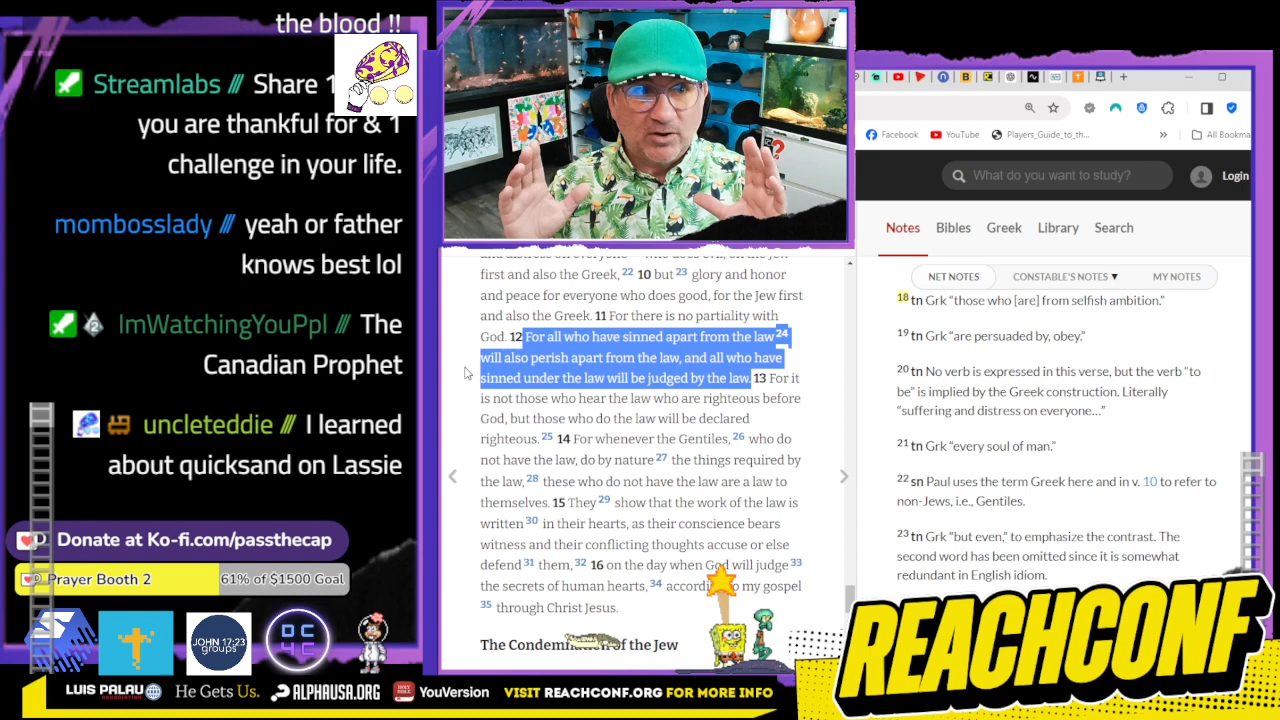 the blood !!
Streamlabs /// Share 1
you are thankful for & 1
challenge in your life.
mombosslady /// yeah or father
knows best lol
ImWatchingYouPpl /// The
Canadian Prophet
uncleteddie /// I learned
about quicksand on Lassie
Donate at Ko-fi.com/passthecap
Prayer Booth 2
61% of $1500 Goal
JOHN 17:23
groups
first and also the Greek, 22 10 but 23 glory and honor
and peace for everyone who does good, for the Jew first
and also the Greek. 11 For there is no partiality with
God. 12 For all who have sinned apart from the law 24
will also perish apart from the law, and all who have
sinned under the law will be judged by the law. 13 For it
is not those who hear the law who are righteous before
God, but those who do the law will be declared
righteous. 25 14 For whenever the Gentiles, 26 who do
not have the law, do by nature 27 the things required by
the law, 28 these who do not have the law are a law to
themselves. 15 They 29 show that the work of the law is
written 30 in their hearts, as their conscience bears
witness and their conflicting thoughts accuse or else
defend 31 them, 32 16 on the day when God will judge 33
the secrets of human hearts, 34 according to my gospel
35 through Christ Jesus.
The Condemnation of the Jew
Facebook
YouTube
Players_Guide_to_th...
»
All Bookma
What do you want to study?
Login
Notes
Bibles
Greek
Library
Search
NET NOTES
CONSTABLE'S NOTES ▼
MY NOTES
18 tn Grk “those who [are] from selfish ambition.”
19 tn Grk “are persuaded by, obey.”
20 tn No verb is expressed in this verse, but the verb “to
be” is implied by the Greek construction. Literally
“suffering and distress on everyone…”
21 tn Grk “every soul of man.”
22 sn Paul uses the term Greek here and in v. 10 to refer to
non-Jews, i.e., Gentiles.
23 tn Grk “but even,” to emphasize the contrast. The
second word has been omitted since it is somewhat
redundant in English idiom.
REACHCONF
LUIS PALAU
He Gets Us.
ALPHAUSA.ORG
HOLY BIBLE
YouVersion
VISIT REACHCONF.ORG FOR MORE INFO